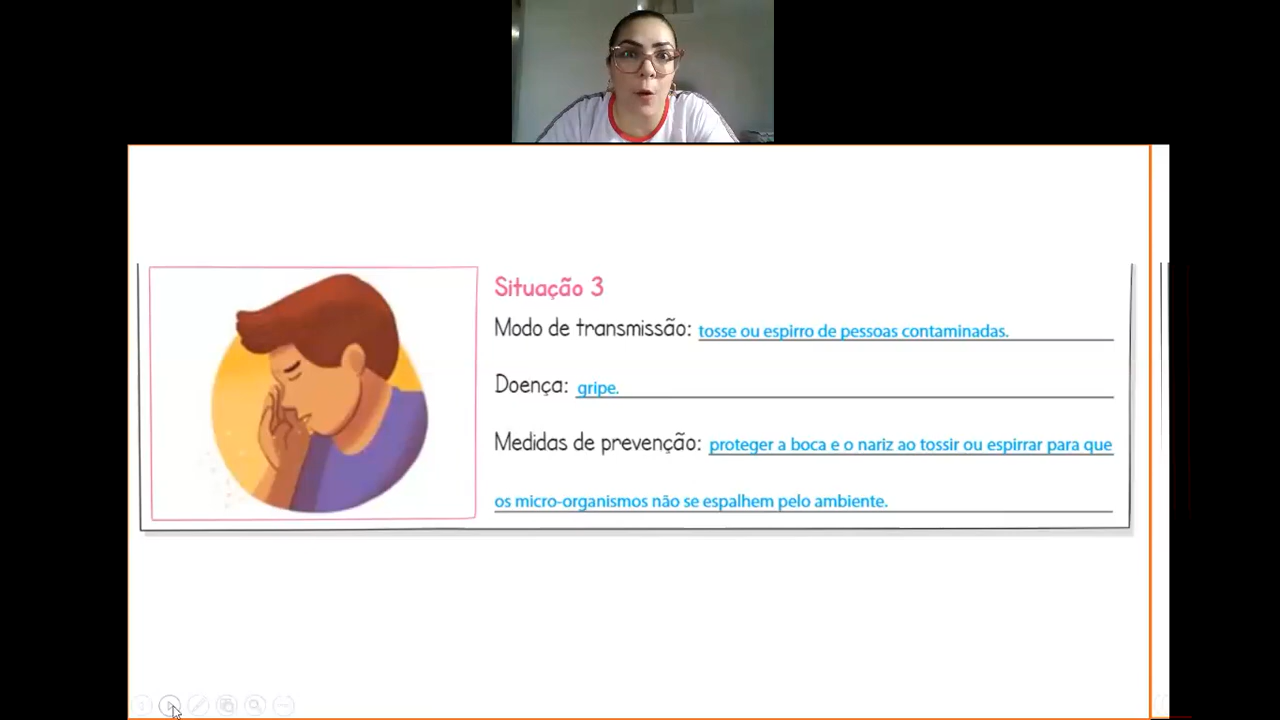 Situação 3
Modo de transmissão: tosse ou espirro de pessoas contaminadas.
Doença: gripe.
Medidas de prevenção: proteger a boca e o nariz ao tossir ou espirrar para que
os micro-organismos não se espalhem pelo ambiente.